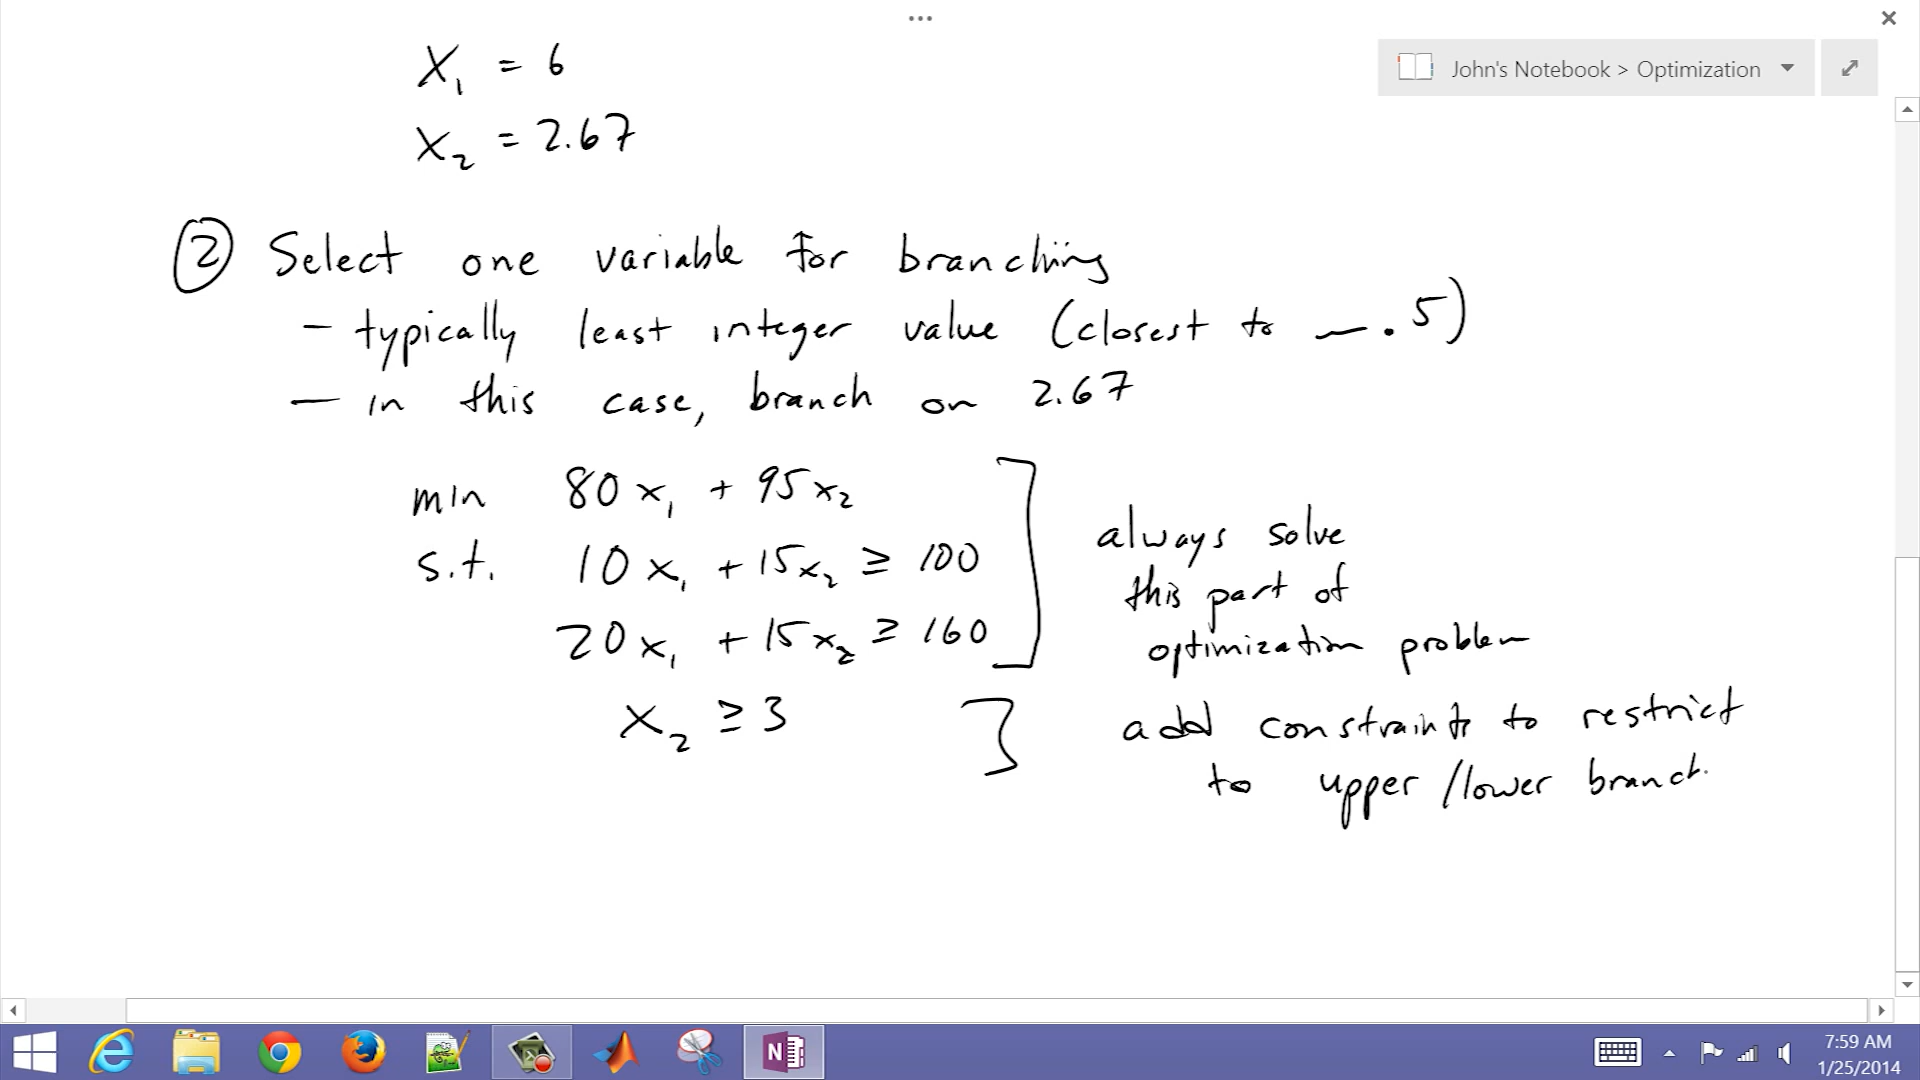 ...
John's Notebook > Optimization
X₁ = 6
X₂ = 2.67
② Select one variable for branching
- typically least integer value (closest to _.5)
- in this case, branch on 2.67
min 80x₁ + 95x₂
s.t. 10x₁ + 15x₂ ≥ 100
20x₁ + 15x₂ ≥ 160
always solve
this part of
optimization problem
X₂ ≥ 3
add constraint to restrict
to upper/lower branch.
N
7:59 AM
1/25/2014